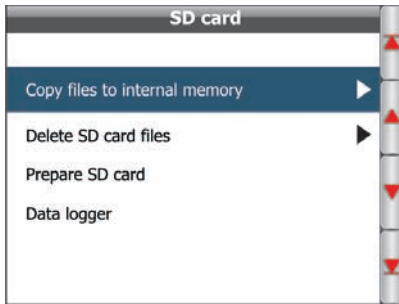 SD card
Copy files to internal memory
Delete SD card files
Prepare SD card
Data logger